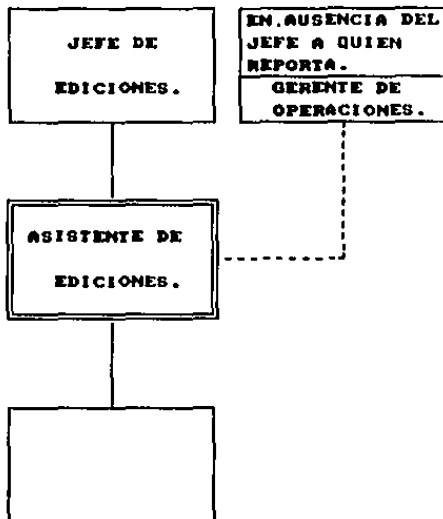 JEFE DE
EDICIONES.
EN.AUSENCIA DEL
JEFE A QUIEN
REPORTA.
GERENTE DE
OPERACIONES.
ASISTENTE DE
EDICIONES.